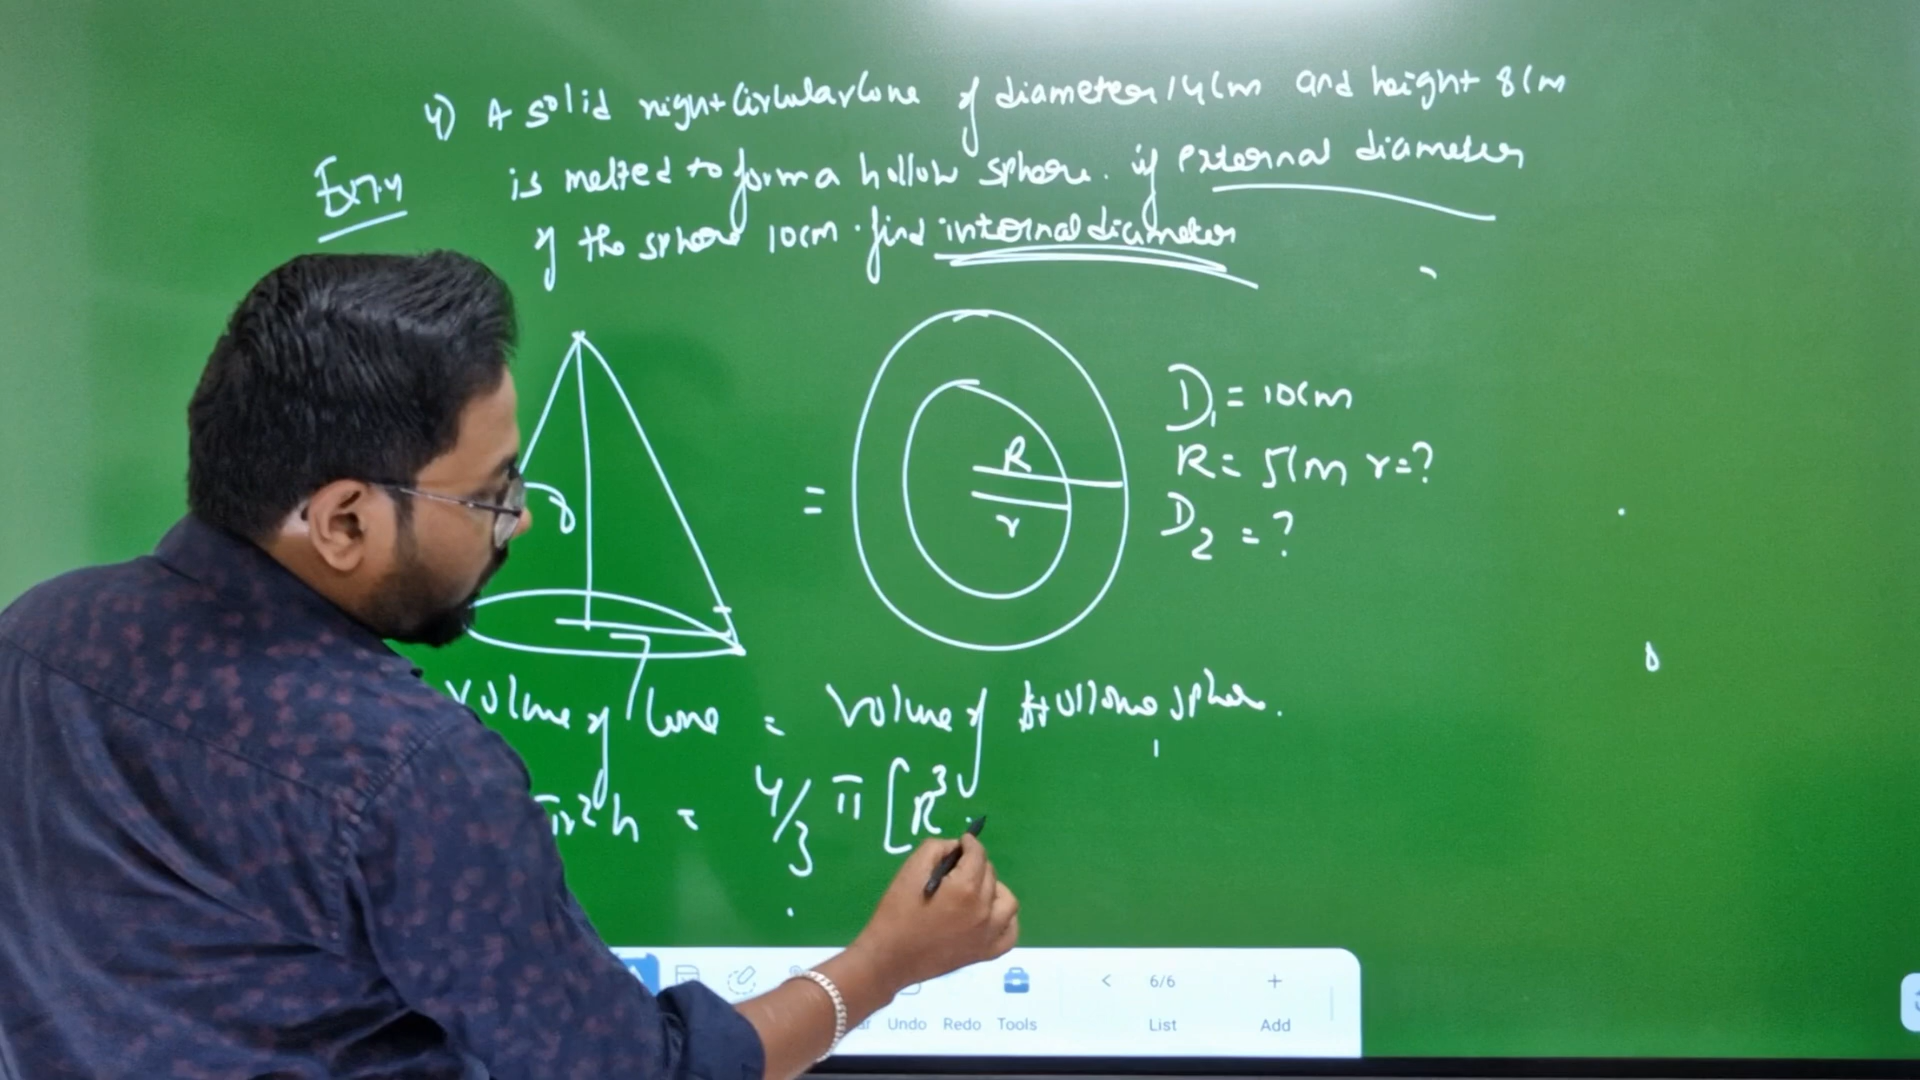 4) A solid right circular cone of diameter 14cm and height 8cm
Ex7.4 is melted to form a hollow sphere. if external diameter
of the sphere 10cm. find internal diameter
8
7
=
R
r
D1 = 10cm
R = 5cm r=?
D2 = ?
volume of cone = volume of Hollow sphere.
πr²h = 4/3 π [R³
Undo Redo Tools
< 6/6 +
List Add